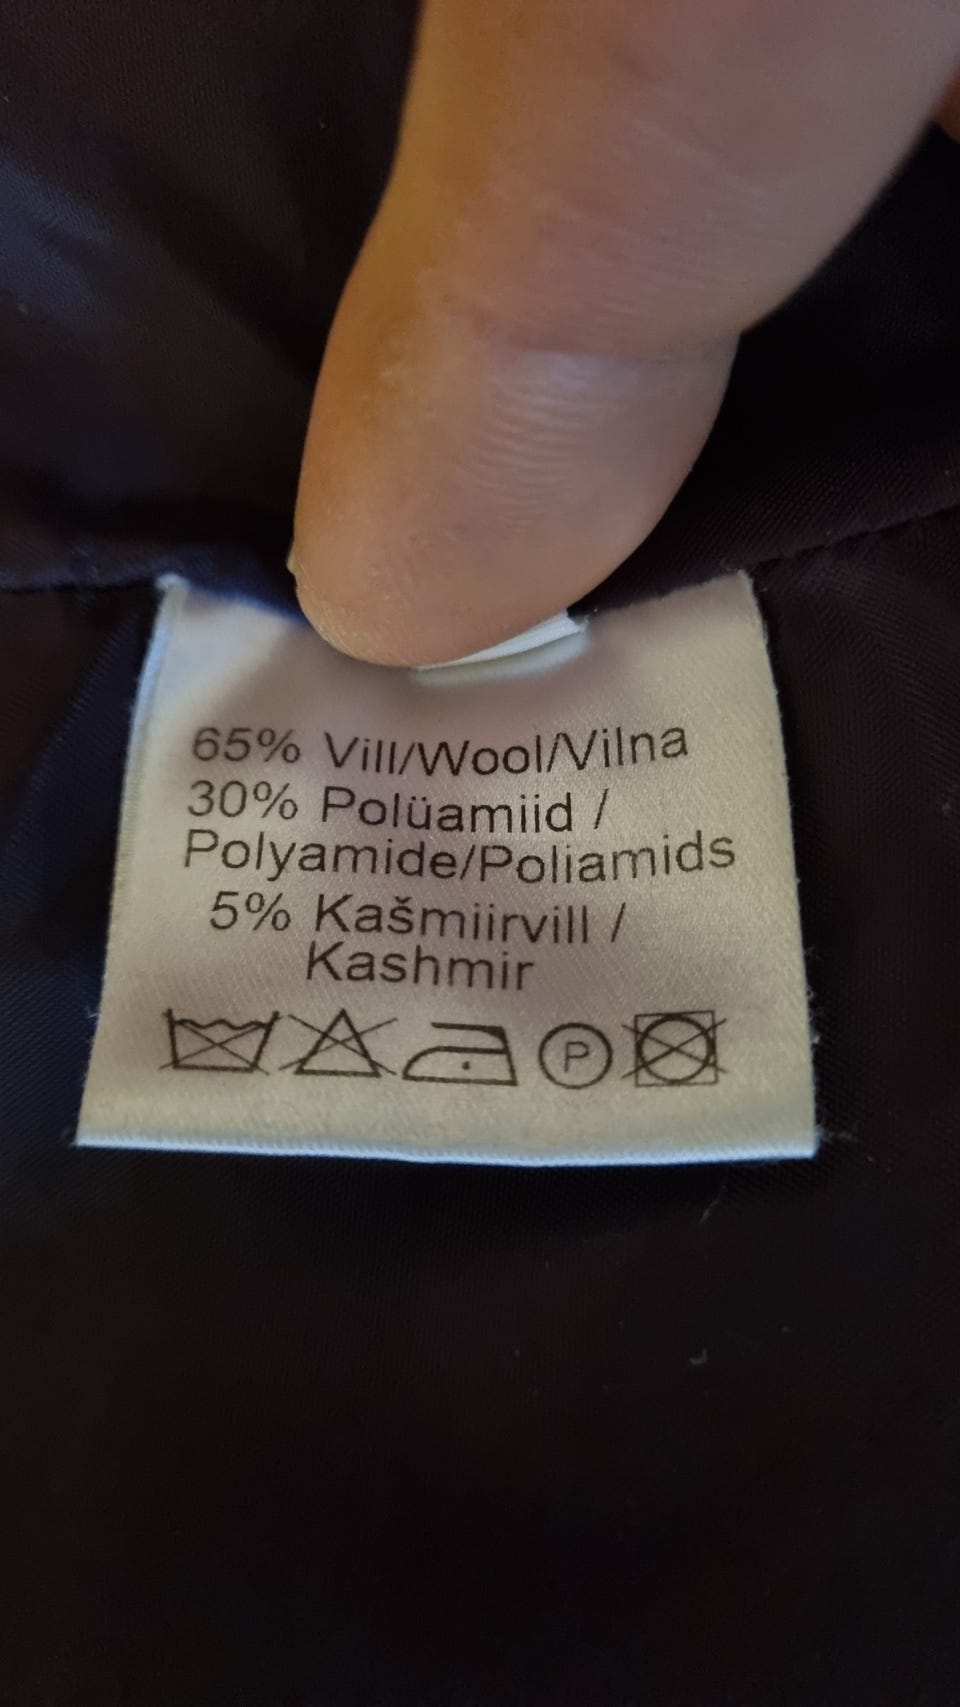 65% Vill/Wool/Vilna
30% Polüamiid /
Polyamide/Poliamids
5% Kašmiirvill /
Kashmir
P